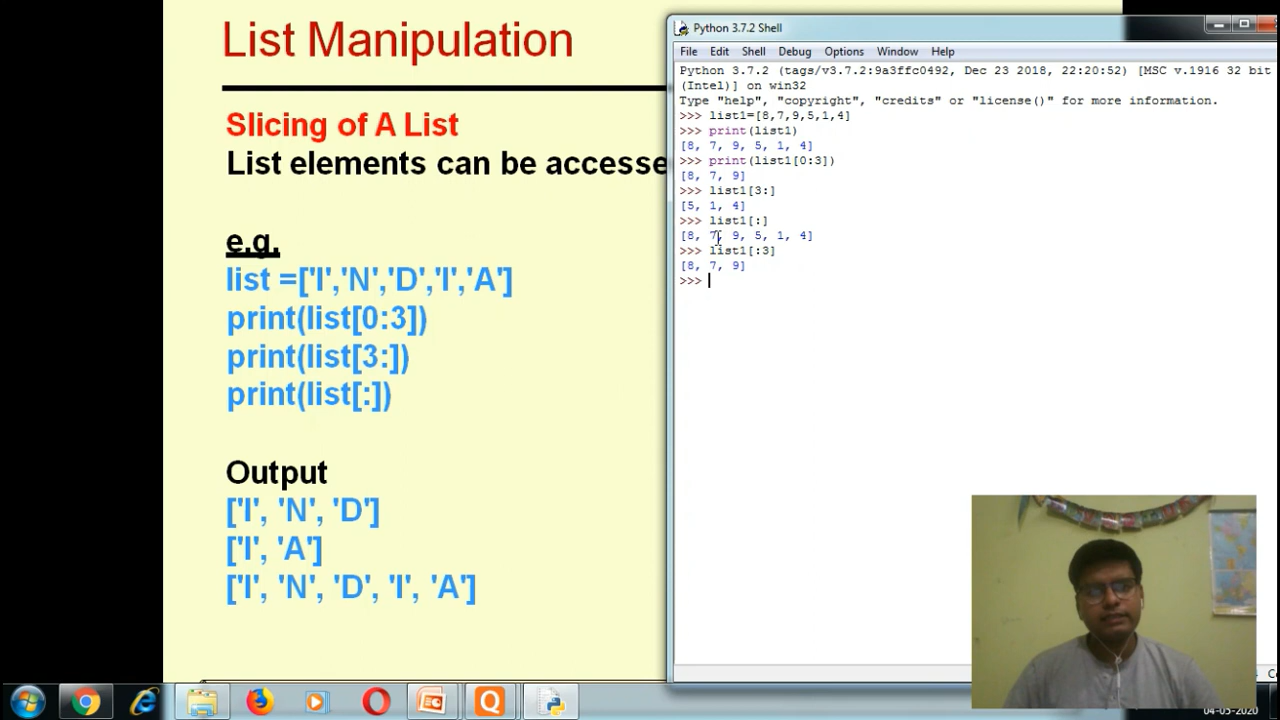 List Manipulation
Slicing of A List
List elements can be accesse
e.g.
list =['I','N','D','I','A']
print(list[0:3])
print(list[3:])
print(list[:])
Output
['I', 'N', 'D']
['I', 'A']
['I', 'N', 'D', 'I', 'A']
Python 3.7.2 Shell
File Edit Shell Debug Options Window Help
Python 3.7.2 (tags/v3.7.2:9a3ffc0492, Dec 23 2018, 22:20:52) [MSC v.1916 32 bit
(Intel)] on win32
Type "help", "copyright", "credits" or "license()" for more information.
>>> list1=[8,7,9,5,1,4]
>>> print(list1)
[8, 7, 9, 5, 1, 4]
>>> print(list1[0:3])
[8, 7, 9]
>>> list1[3:]
[5, 1, 4]
>>> list1[:]
[8, 7, 9, 5, 1, 4]
>>> list1[:3]
[8, 7, 9]
>>>
04-05-2020